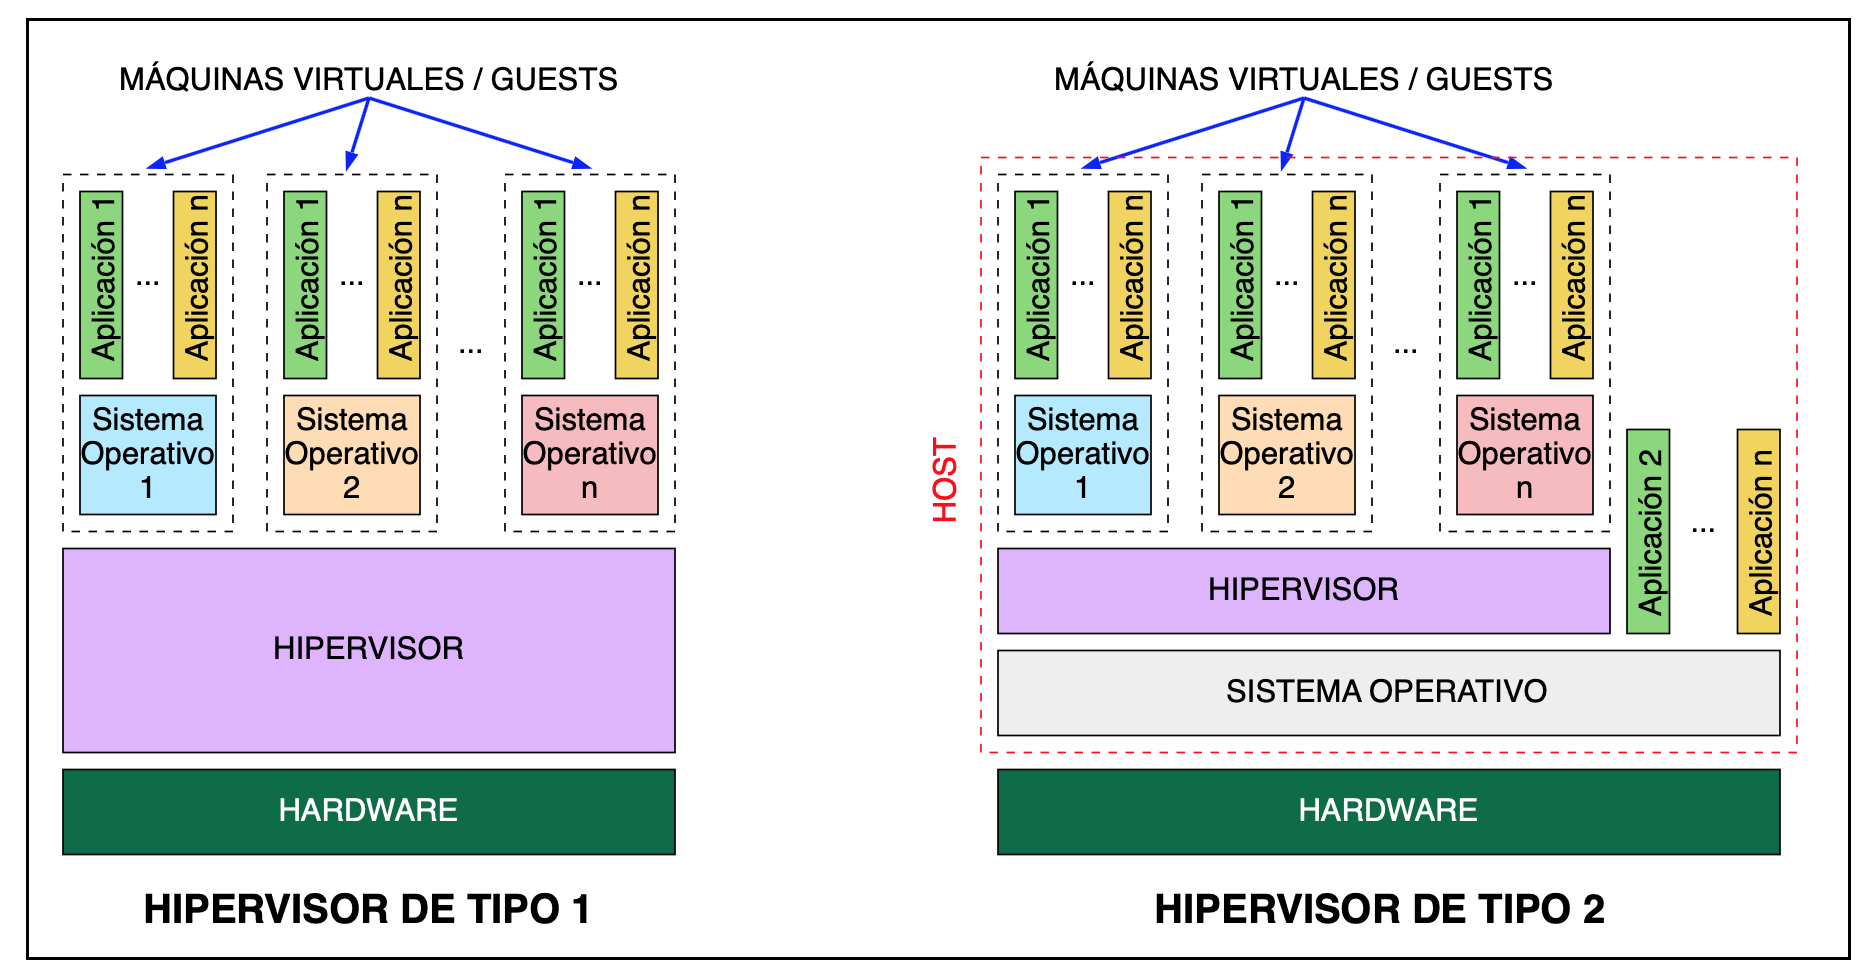 MÁQUINAS VIRTUALES / GUESTS
Aplicación 1
...
Aplicación n
Aplicación 1
...
Aplicación n
...
Aplicación 1
...
Aplicación n
Sistema
Operativo
1
Sistema
Operativo
2
Sistema
Operativo
n
HIPERVISOR
HARDWARE
HIPERVISOR DE TIPO 1
MÁQUINAS VIRTUALES / GUESTS
HOST
Aplicación 1
...
Aplicación n
Aplicación 1
...
Aplicación n
...
Aplicación 1
...
Aplicación n
Sistema
Operativo
1
Sistema
Operativo
2
Sistema
Operativo
n
Aplicación 2
...
Aplicación n
HIPERVISOR
SISTEMA OPERATIVO
HARDWARE
HIPERVISOR DE TIPO 2